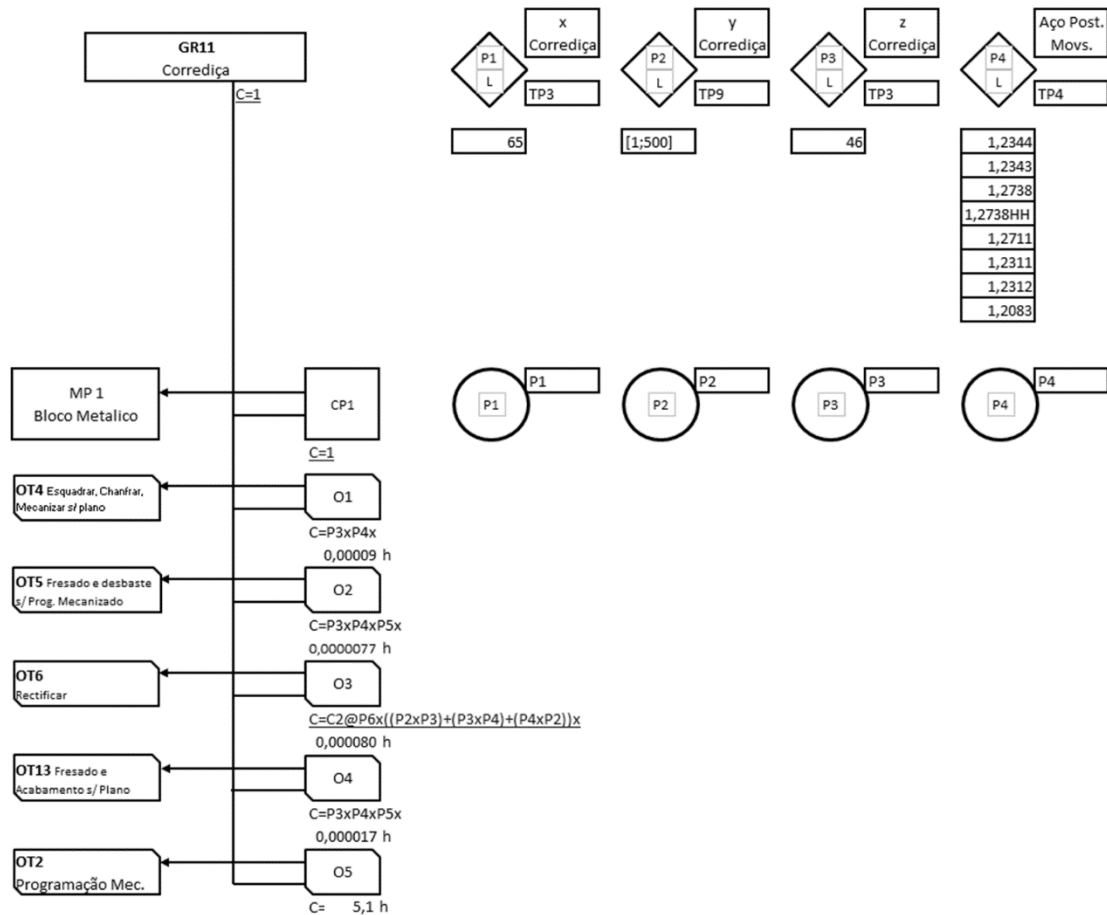 GR11
Corrediça
C=1
P1
L
x
Corrediça
TP3
65
P2
L
y
Corrediça
TP9
[1;500]
P3
L
z
Corrediça
TP3
46
P4
L
Aço Post.
Movs.
TP4
1,2344
1,2343
1,2738
1,2738HH
1,2711
1,2311
1,2312
1,2083
MP 1
Bloco Metalico
CP1
C=1
P1
P1
P2
P2
P3
P3
P4
P4
OT4 Esquadrar, Chanfrar,
Mecanizar s/ plano
O1
C=P3xP4x
0,00009 h
OT5 Fresado e desbaste
s/ Prog. Mecanizado
O2
C=P3xP4xP5x
0,0000077 h
OT6
Rectificar
O3
C=C2@P6x((P2xP3)+(P3xP4)+(P4xP2))x
0,000080 h
OT13 Fresado e
Acabamento s/ Plano
O4
C=P3xP4xP5x
0,000017 h
OT2
Programação Mec.
O5
C= 5,1 h